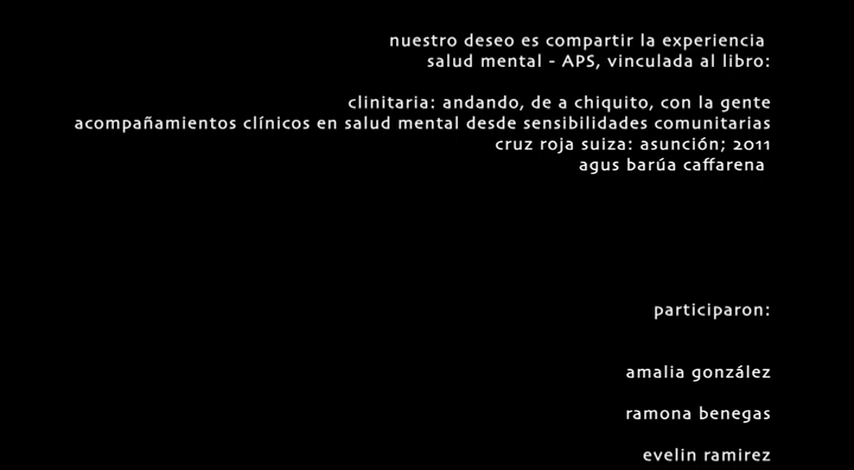 nuestro deseo es compartir la experiencia
salud mental - APS, vinculada al libro:
clinitaria: andando, de a chiquito, con la gente
acompañamientos clínicos en salud mental desde sensibilidades comunitarias
cruz roja suiza: asunción; 2011
agus barúa caffarena
participaron:
amalia gonzález
ramona benegas
evelin ramirez